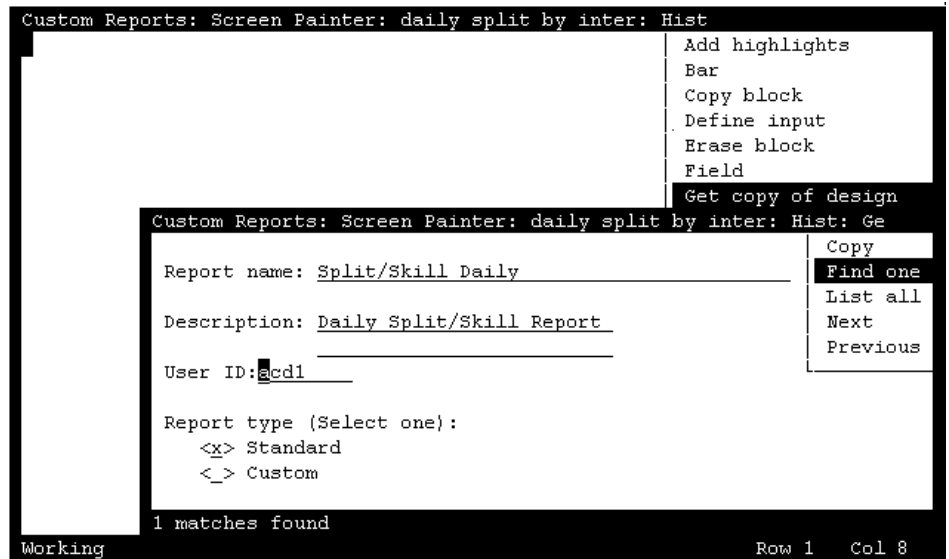 Custom Reports: Screen Painter: daily split by inter: Hist
Add highlights
Bar
Copy block
Define input
Erase block
Field
Get copy of design
Custom Reports: Screen Painter: daily split by inter: Hist: Ge
Copy
Report name: Split/Skill Daily
Find one
List all
Description: Daily Split/Skill Report
Next
Previous
User ID:acd1
Report type (Select one):
<x> Standard
<_> Custom
1 matches found
Working Row 1 Col 8